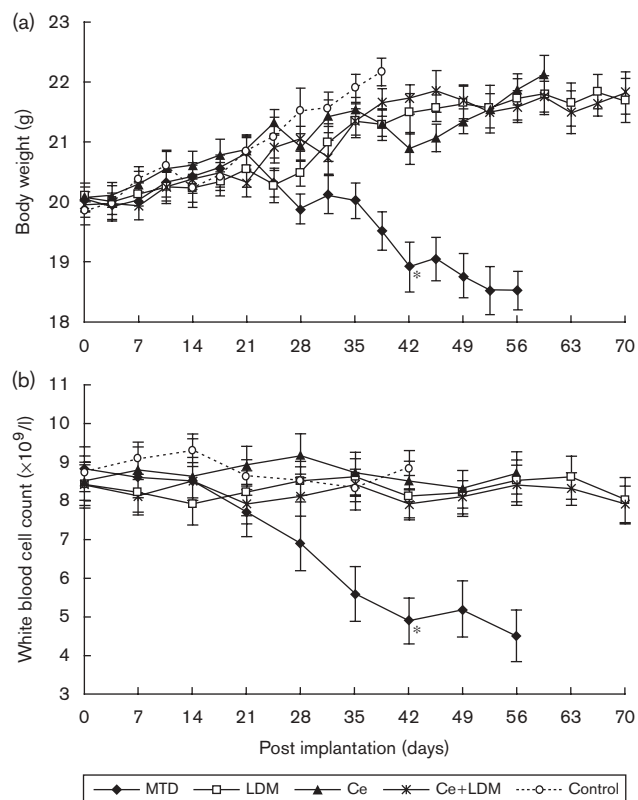 (a)
23
22
21
20
19
18
Body weight (g)
*
0 7 14 21 28 35 42 49 56 63 70
(b)
11
10
9
8
7
6
5
4
3
White blood cell count (×10^9/l)
*
0 7 14 21 28 35 42 49 56 63 70
Post implantation (days)
MTD LDM Ce Ce+LDM Control